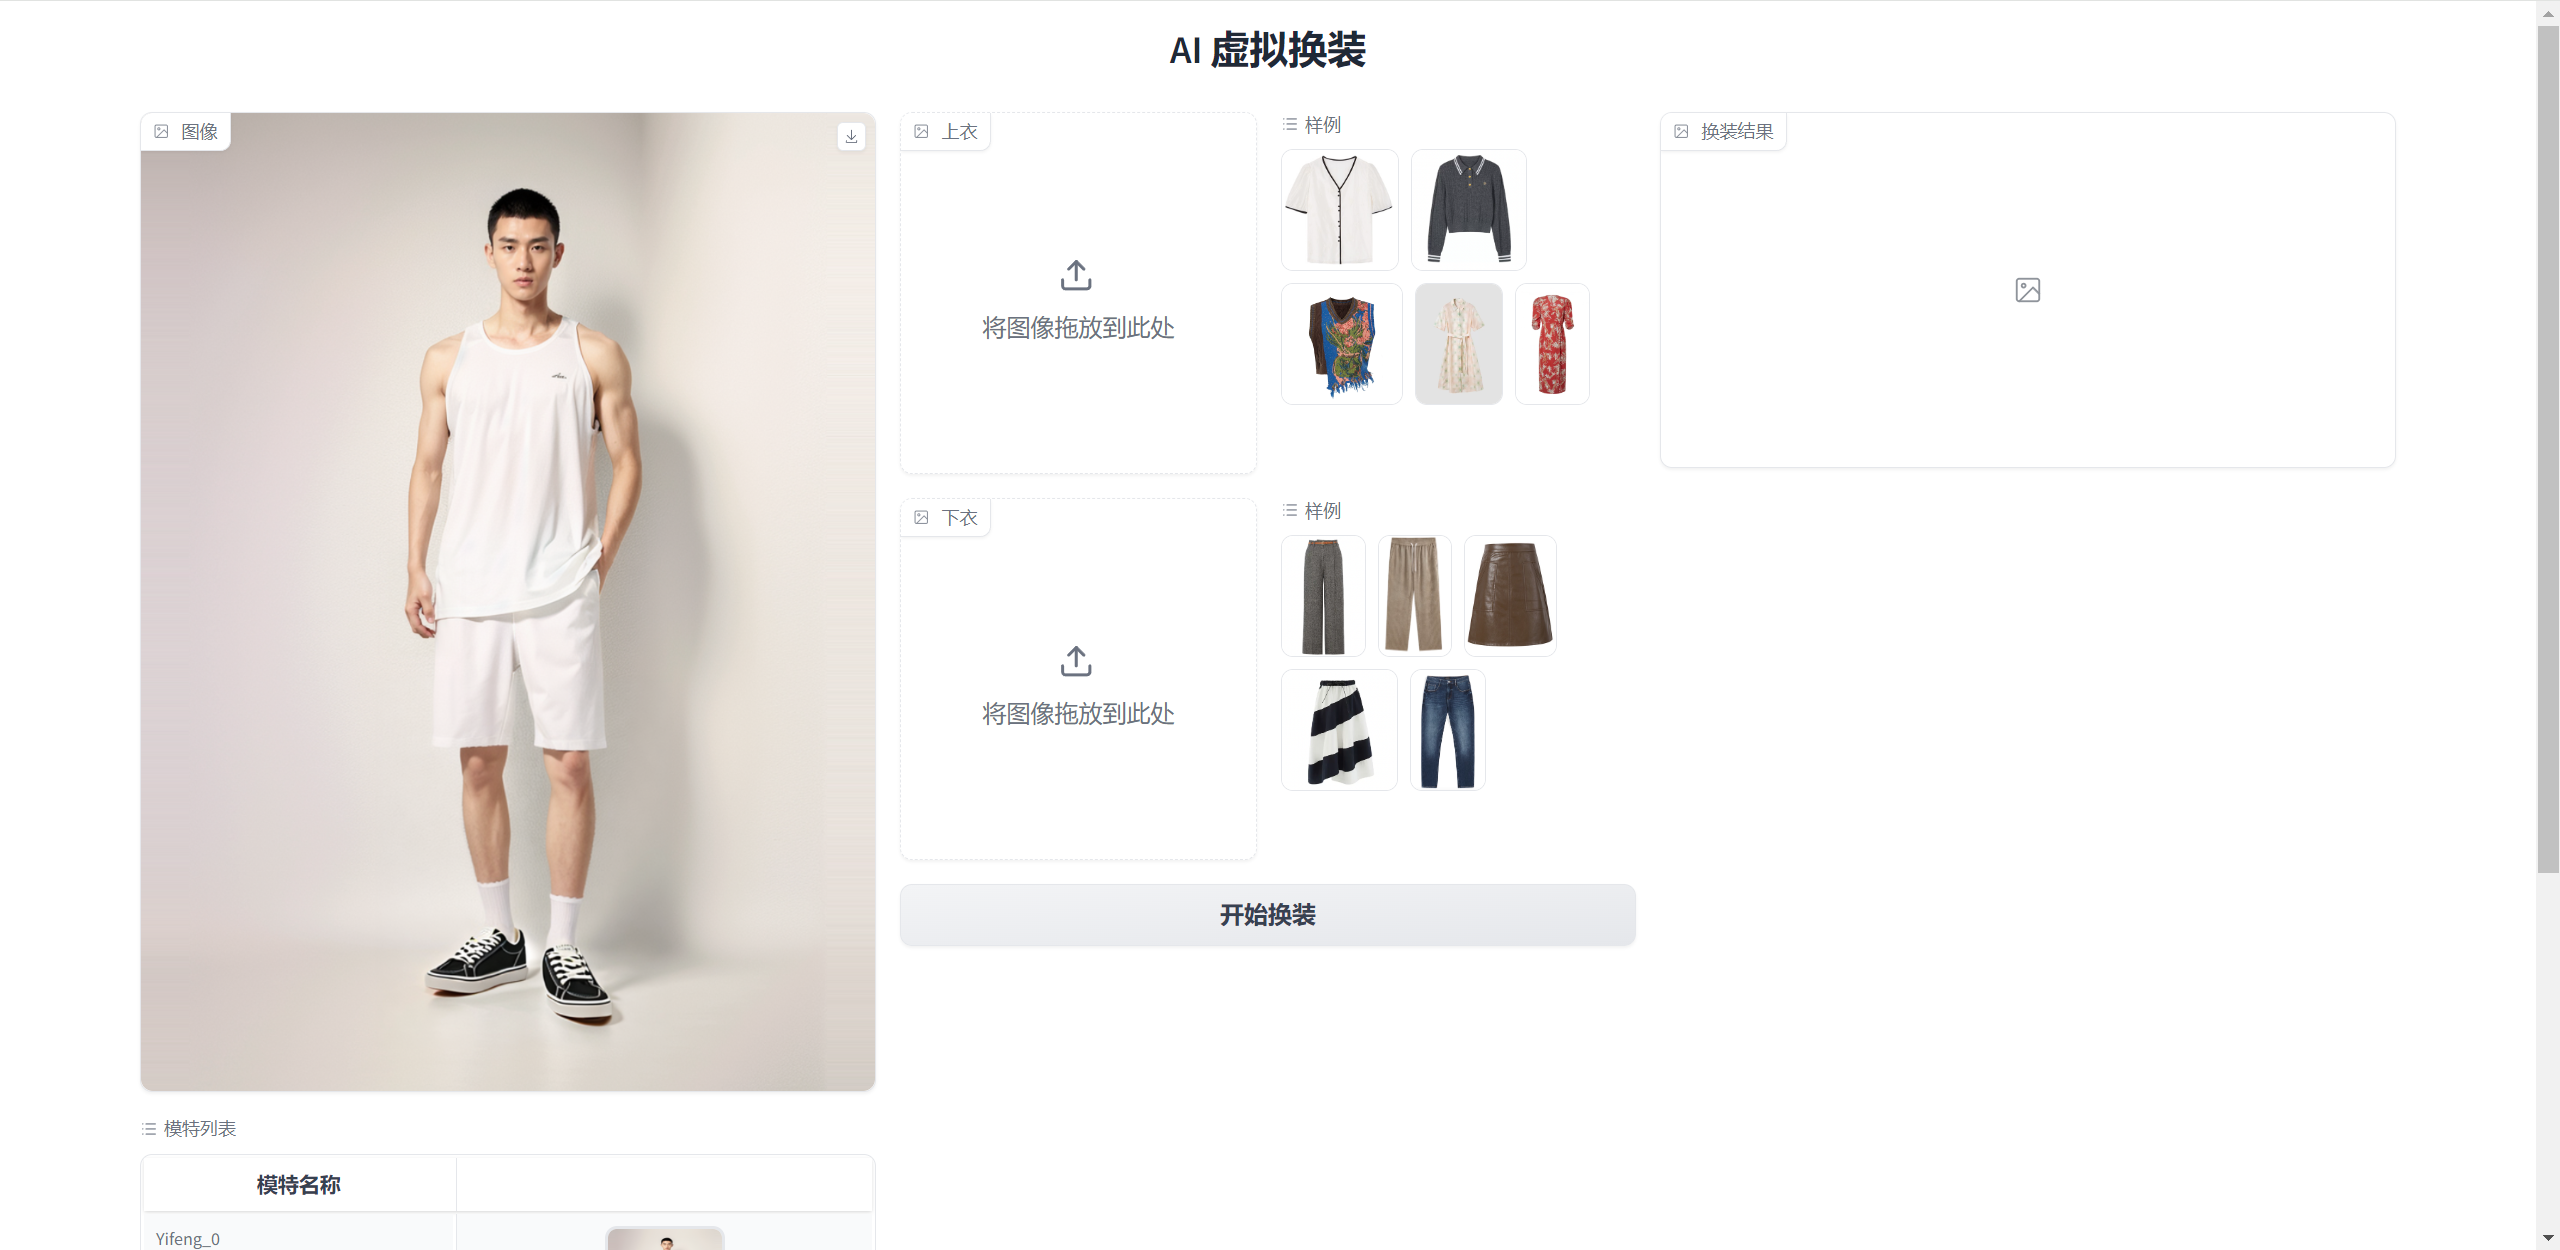 AI 虚拟换装
图像
上衣
将图像拖放到此处
样例
换装结果
下衣
将图像拖放到此处
样例
开始换装
模特列表
模特名称
Yifeng_0